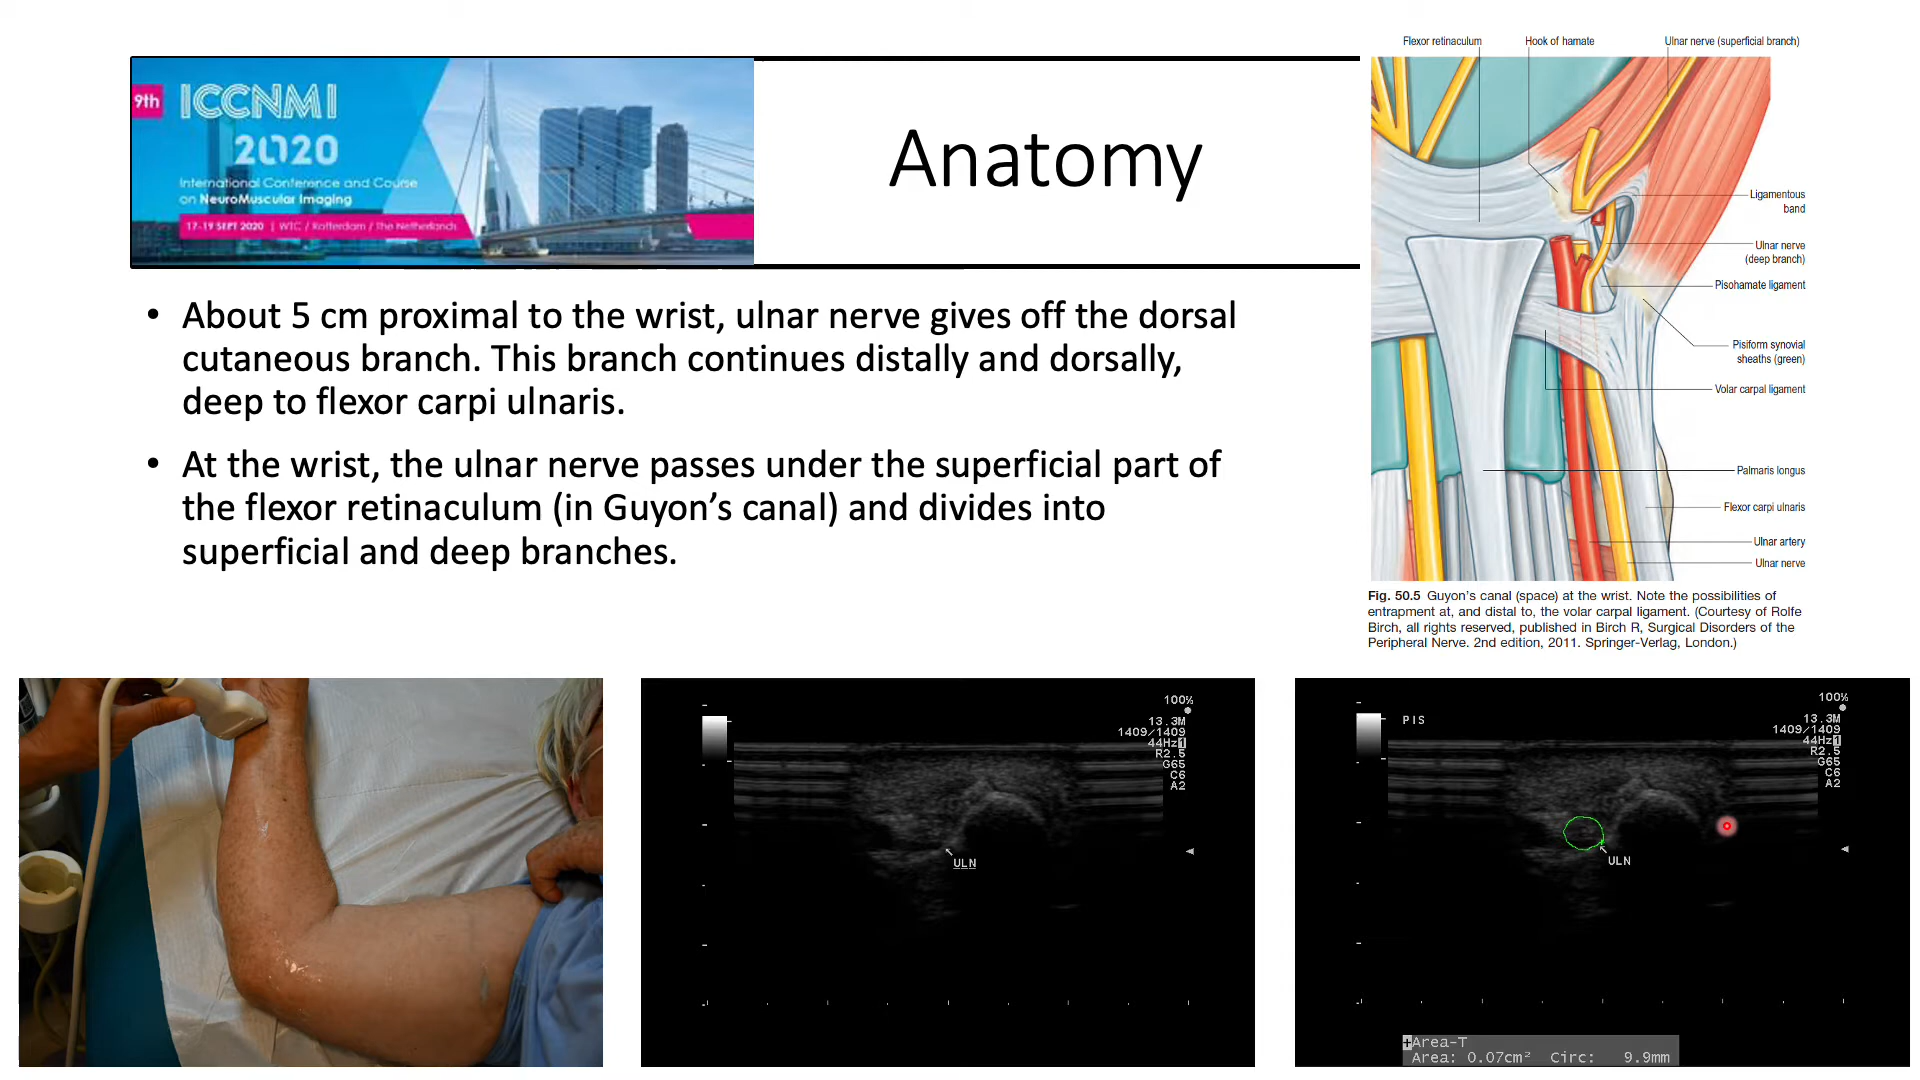 9th ICCNMI
2020
International Conference and Course
on NeuroMuscular Imaging
17-19 SEPT 2020 | WTC / Rotterdam / The Netherlands
Anatomy
• About 5 cm proximal to the wrist, ulnar nerve gives off the dorsal
cutaneous branch. This branch continues distally and dorsally,
deep to flexor carpi ulnaris.
• At the wrist, the ulnar nerve passes under the superficial part of
the flexor retinaculum (in Guyon’s canal) and divides into
superficial and deep branches.
Flexor retinaculum
Hook of hamate
Ulnar nerve (superficial branch)
Ligamentous
band
Ulnar nerve
(deep branch)
Pisohamate ligament
Pisiform synovial
sheaths (green)
Volar carpal ligament
Palmaris longus
Flexor carpi ulnaris
Ulnar artery
Ulnar nerve
Fig. 50.5 Guyon’s canal (space) at the wrist. Note the possibilities of
entrapment at, and distal to, the volar carpal ligament. (Courtesy of Rolfe
Birch, all rights reserved, published in Birch R, Surgical Disorders of the
Peripheral Nerve. 2nd edition, 2011. Springer-Verlag, London.)
100%
13.3M
1409/1409
44Hz1
R2.5
G65
C6
A2
ULN
PIS
100%
13.3M
1409/1409
44Hz1
R2.5
G65
C6
A2
ULN
+Area-T
Area: 0.07cm² Circ: 9.9mm